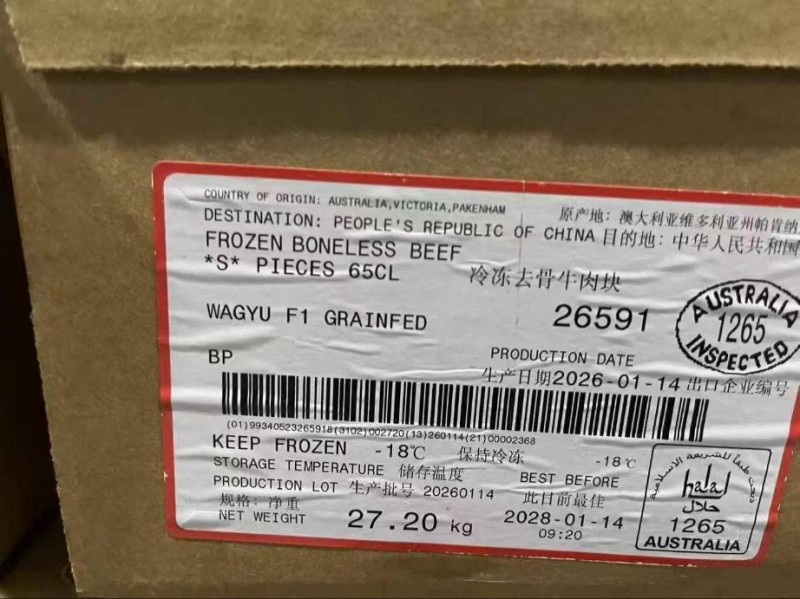 COUNTRY OF ORIGIN: AUSTRALIA,VICTORIA,PAKENHAM 原产地: 澳大利亚维多利亚州帕肯纳
DESTINATION: PEOPLE'S REPUBLIC OF CHINA 目的地: 中华人民共和国
FROZEN BONELESS BEEF
*S* PIECES 65CL 冷冻去骨牛肉块
WAGYU F1 GRAINFED 26591
AUSTRALIA
1265
INSPECTED
BP PRODUCTION DATE
生产日期2026-01-14 出口企业编号
(01)99340523265918(3102)002720(13)260114(21)00002368
KEEP FROZEN -18℃ 保持冷冻 -18℃
STORAGE TEMPERATURE 储存温度 BEST BEFORE
PRODUCTION LOT 生产批号 20260114 此日前最佳
规格: 净重
NET WEIGHT 27.20 kg 2028-01-14
09:20
halal
حلال
1265
AUSTRALIA